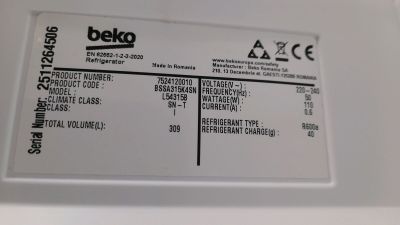 beko
EN 62552-1-2-3-2020
Refrigerator
Made in Romania
www.bekoeurope.com
Manufacturer : Beko Romania SA
210, 13 Decembrie st. GAESTI 135200 ROMANIA
Serial Number: 2511264506
PRODUCT NUMBER: 7524120010
PRODUCT CODE : BSSA315K4SN
MODEL : L54315B
CLIMATE CLASS: SN-T
CLASS: I
TOTAL VOLUME(L): 309
VOLTAGE(V-) : 220-240
FREQUENCY(Hz): 50
WATTAGE(W): 110
CURRENT(A): 0.6
REFRIGERANT TYPE : R600a
REFRIGERANT CHARGE(g): 40